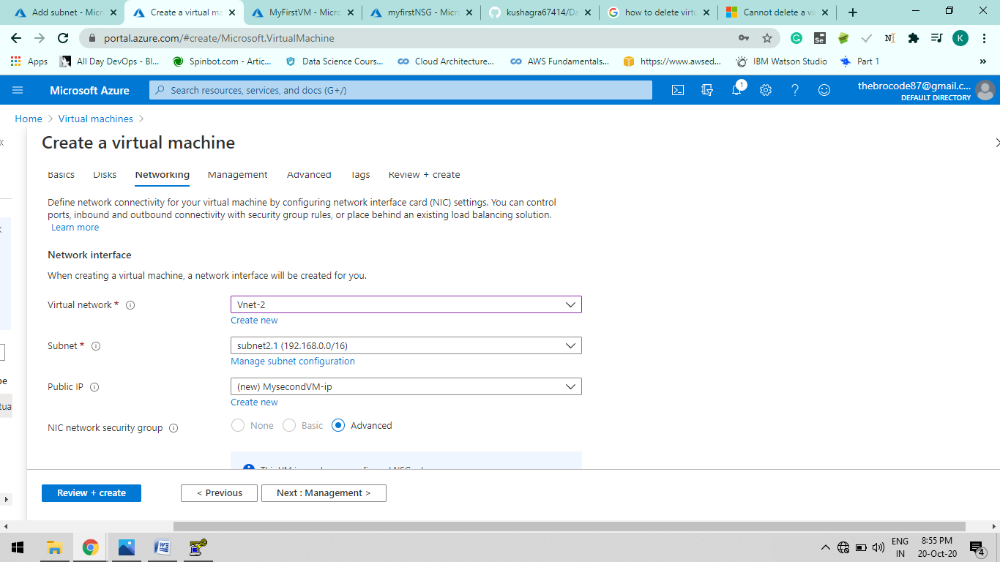 Add subnet - Micr
Create a virtual ma
MyFirstVM - Micro
myfirstNSG - Micro
kushagra67414/Da
how to delete virtu
Cannot delete a vi
portal.azure.com/#create/Microsoft.VirtualMachine
Apps
All Day DevOps - Bl...
Spinbot.com - Artic...
Data Science Cours...
Cloud Architecture...
AWS Fundamentals...
https://www.awsed...
IBM Watson Studio
Part 1
Microsoft Azure
Search resources, services, and docs (G+/)
1
thebrocode87@gmail.c...
DEFAULT DIRECTORY
Home > Virtual machines >
Create a virtual machine
Basics Disks Networking Management Advanced Tags Review + create
Define network connectivity for your virtual machine by configuring network interface card (NIC) settings. You can control
ports, inbound and outbound connectivity with security group rules, or place behind an existing load balancing solution.
Learn more
Network interface
When creating a virtual machine, a network interface will be created for you.
Virtual network *
Vnet-2
Create new
Subnet *
subnet2.1 (192.168.0.0/16)
Manage subnet configuration
Public IP
(new) MysecondVM-ip
Create new
NIC network security group
None Basic Advanced
Review + create
< Previous
Next : Management >
ENG
IN
8:55 PM
20-Oct-20
4